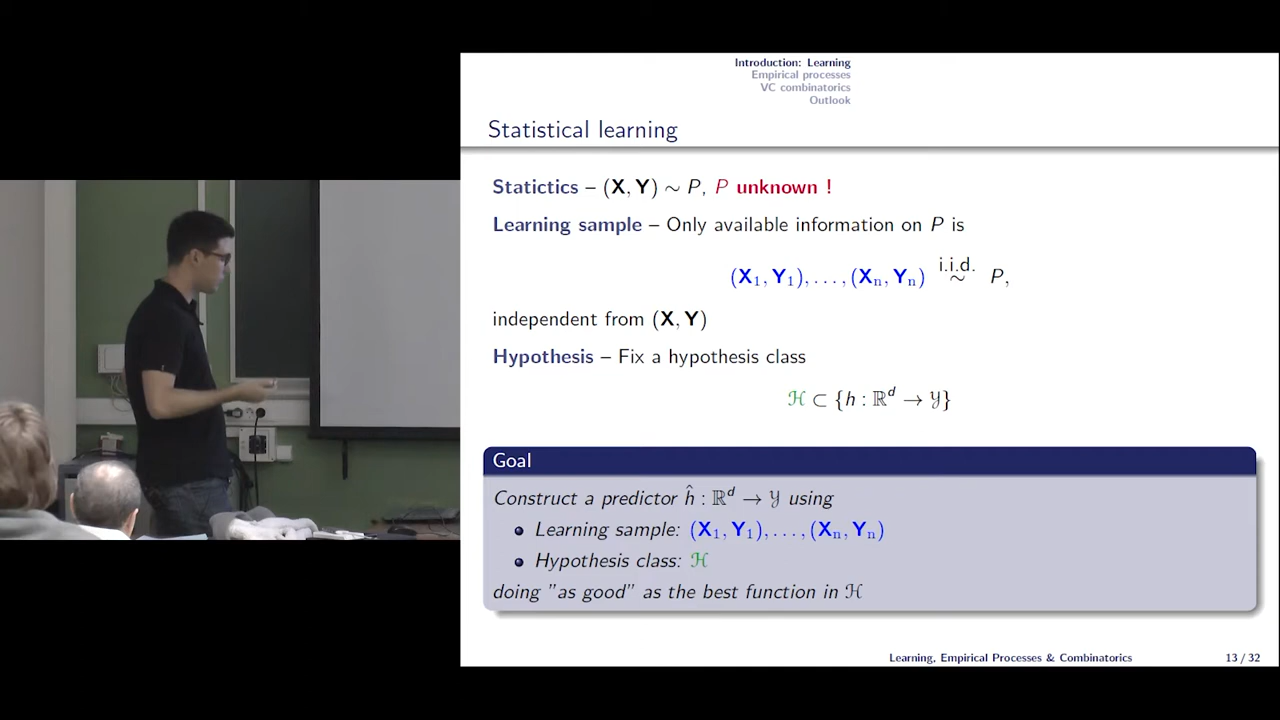 Introduction: Learning
Empirical processes
VC combinatorics
Outlook
Statistical learning
Statictics – (X, Y) ∼ P, P unknown !
Learning sample – Only available information on P is
(X₁, Y₁), . . . , (Xₙ, Yₙ) i.i.d. ∼ P,
independent from (X, Y)
Hypothesis – Fix a hypothesis class
ℋ ⊂ {h : ℝᵈ → 𝒴}
Goal
Construct a predictor ĥ : ℝᵈ → 𝒴 using
• Learning sample: (X₁, Y₁), . . . , (Xₙ, Yₙ)
• Hypothesis class: ℋ
doing "as good" as the best function in ℋ
Learning, Empirical Processes & Combinatorics 13 / 32